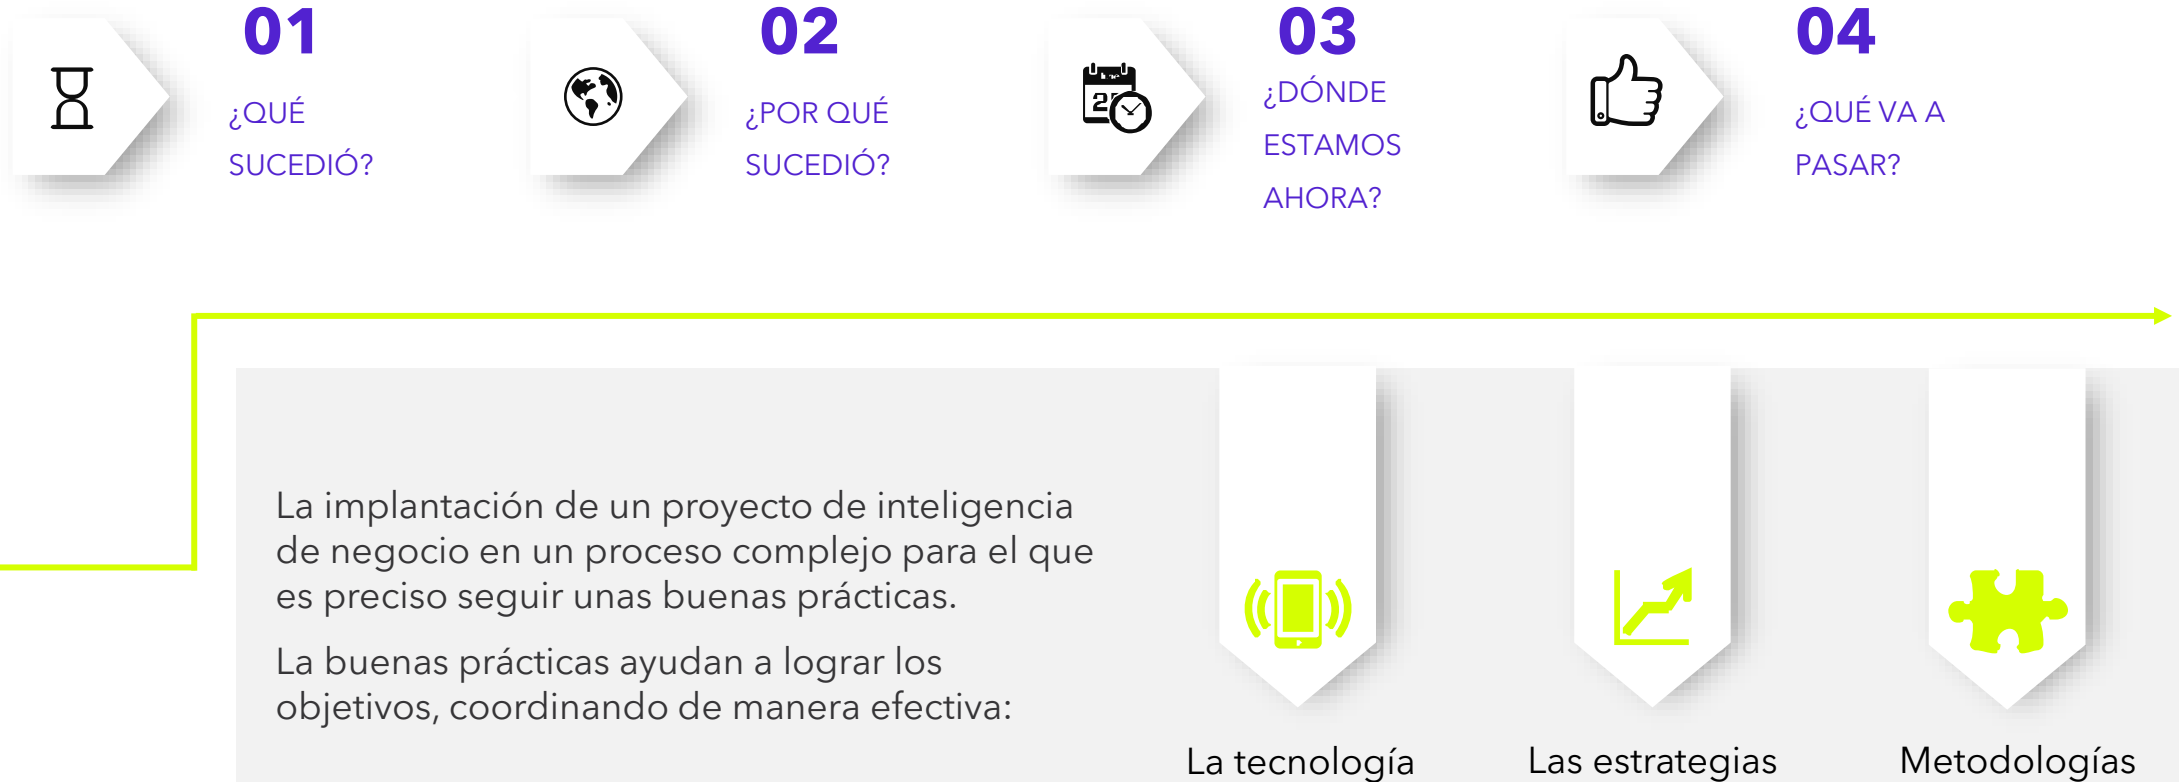 01
¿QUÉ
SUCEDIÓ?
02
¿POR QUÉ
SUCEDIÓ?
03
¿DÓNDE
ESTAMOS
AHORA?
04
¿QUÉ VA A
PASAR?
La implantación de un proyecto de inteligencia
de negocio en un proceso complejo para el que
es preciso seguir unas buenas prácticas.
La buenas prácticas ayudan a lograr los
objetivos, coordinando de manera efectiva:
La tecnología
Las estrategias
Metodologías